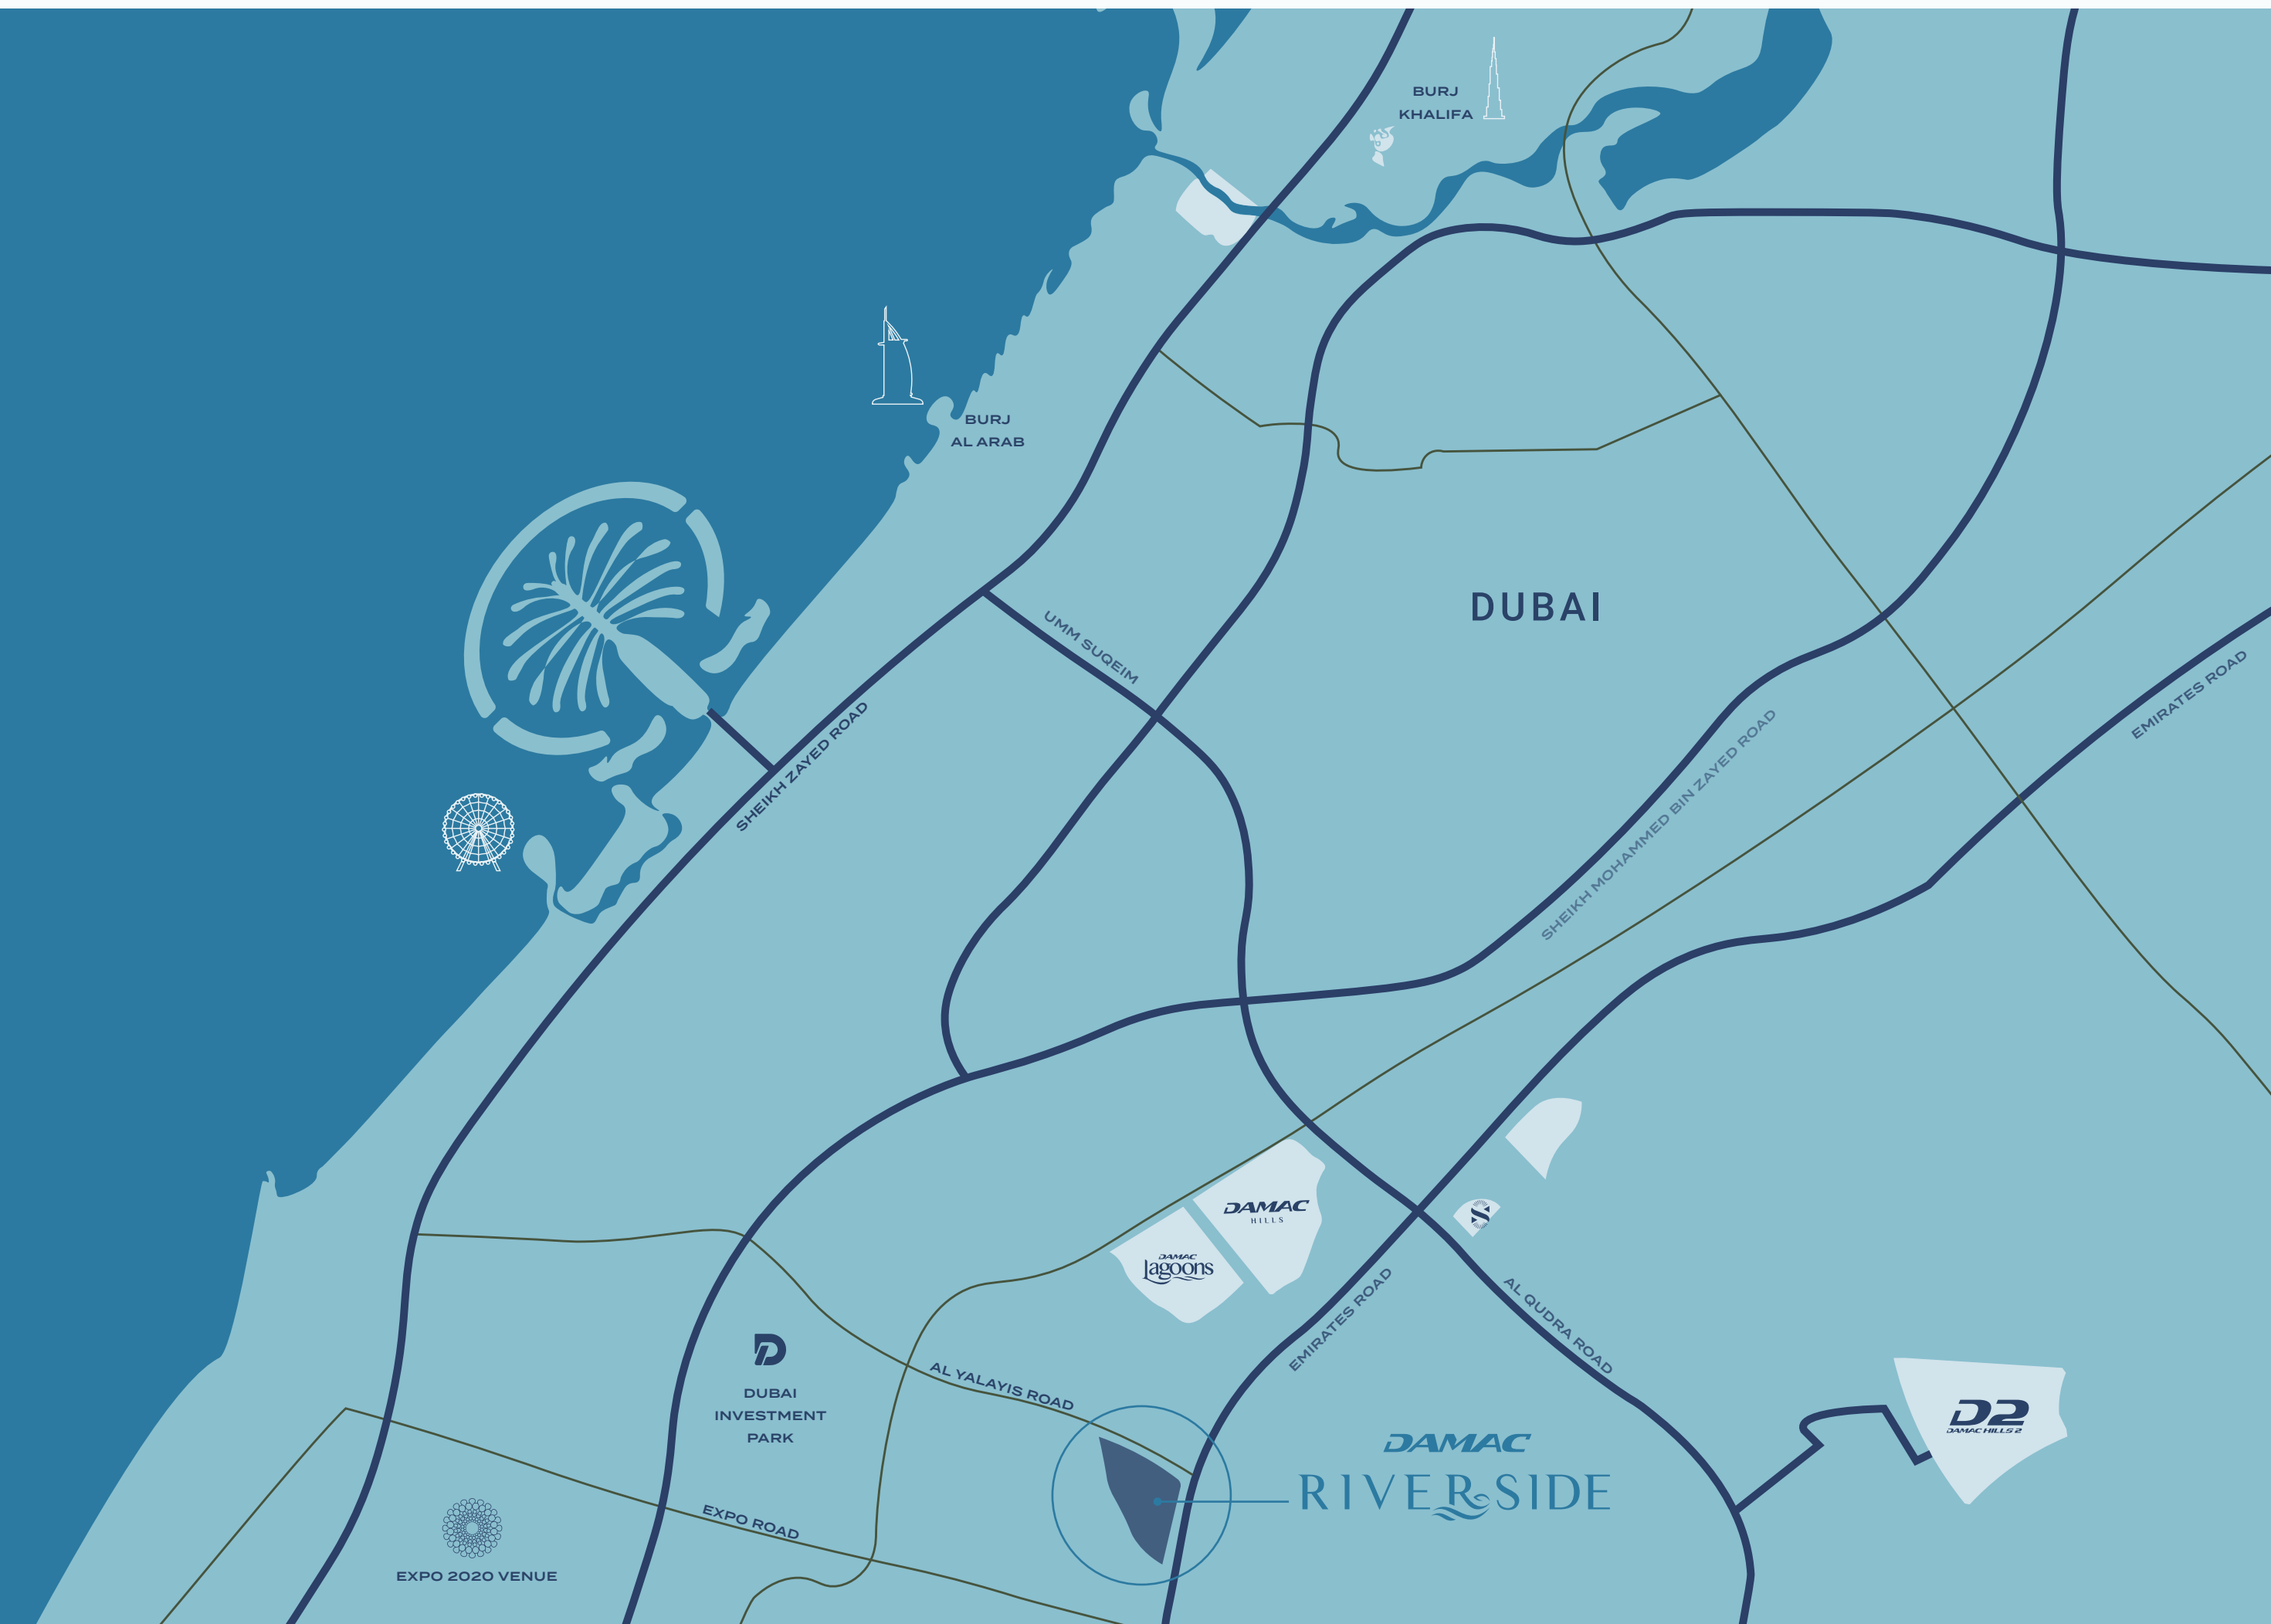 BURJ
KHALIFA
BURJ
AL ARAB
DUBAI
UMM SUQEIM
EMIRATES ROAD
SHEIKH ZAYED ROAD
SHEIKH MOHAMMED BIN ZAYED ROAD
DAMAC
HILLS
DAMAC
lagoons
S
EMIRATES ROAD
AL QUDRA ROAD
DUBAI
INVESTMENT
PARK
AL YALAYIS ROAD
D2
DAMAC HILLS 2
DAMAC
RIVERSIDE
EXPO ROAD
EXPO 2020 VENUE